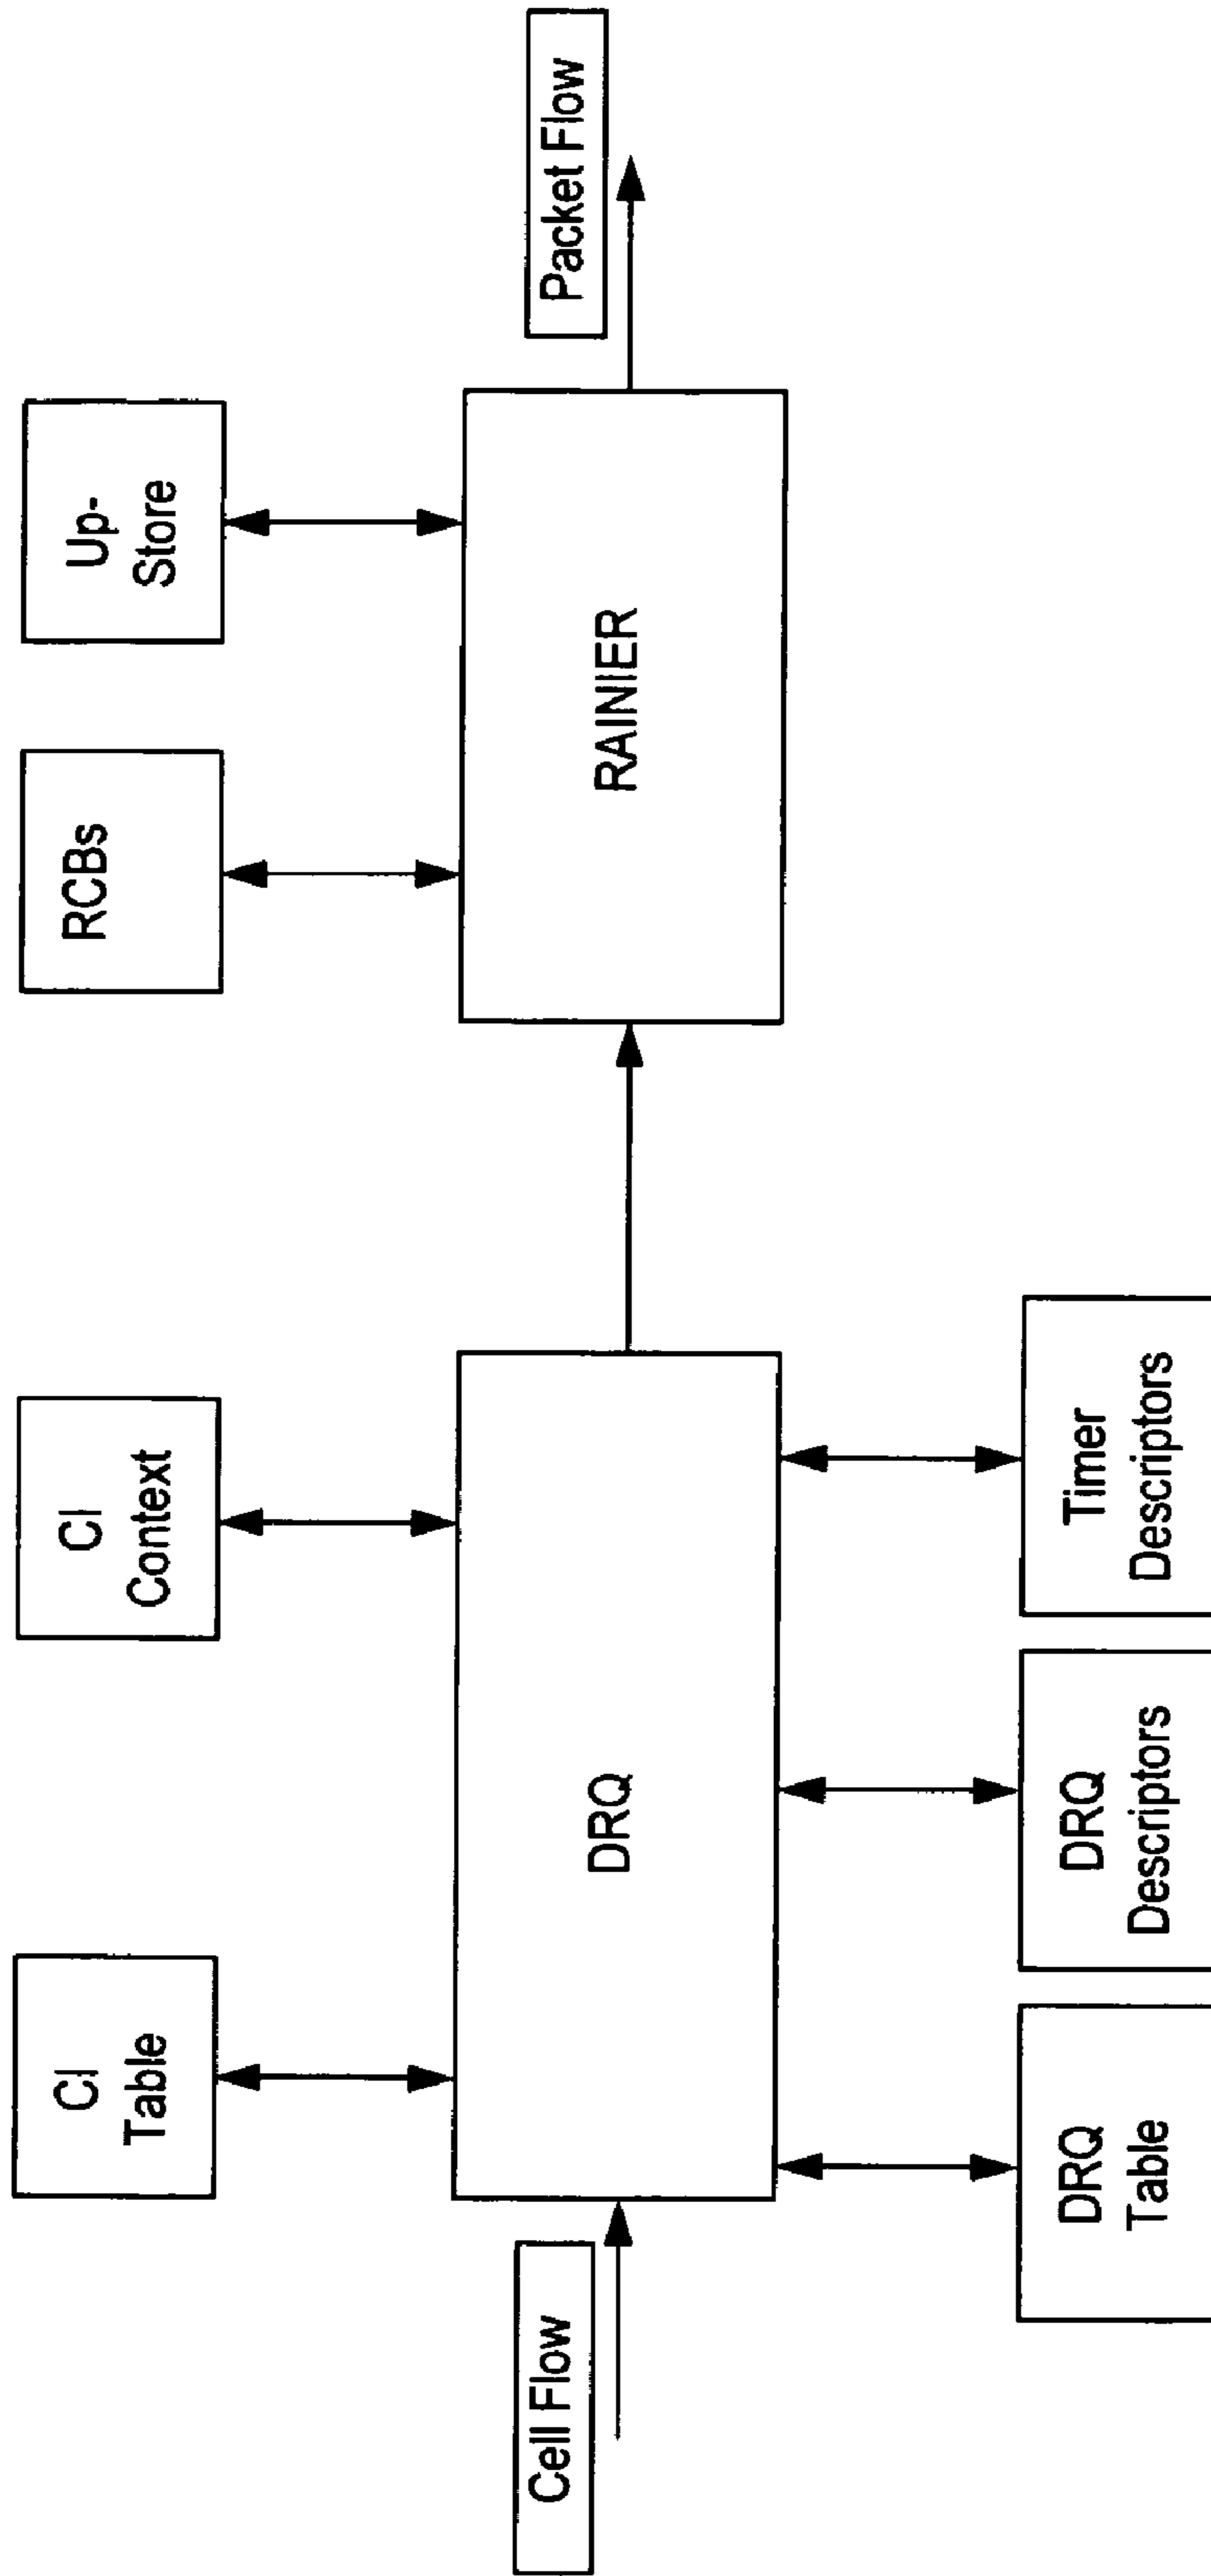 CI
Table
CI
Context
RCBs
Up-
Store
Cell Flow
DRQ
RAINIER
Packet Flow
DRQ
Table
DRQ
Descriptors
Timer
Descriptors